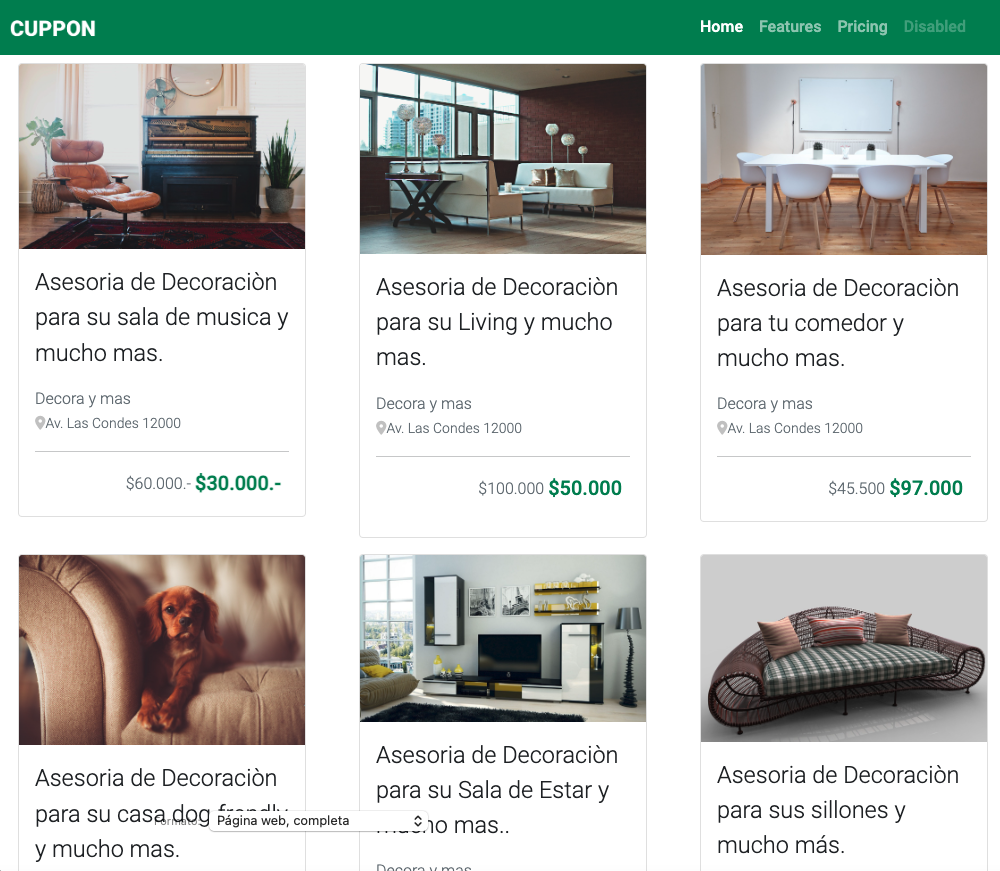 CUPPON
Home Features Pricing Disabled
Asesoria de Decoraciòn
para su sala de musica y
mucho mas.
Decora y mas
Av. Las Condes 12000
$60.000.- $30.000.-
Asesoria de Decoraciòn
para su Living y mucho
mas.
Decora y mas
Av. Las Condes 12000
$100.000 $50.000
Asesoria de Decoraciòn
para tu comedor y
mucho mas.
Decora y mas
Av. Las Condes 12000
$45.500 $97.000
Asesoria de Decoraciòn
para su casa dog frendly
y mucho mas.
Formato: Página web, completa
Asesoria de Decoraciòn
para su Sala de Estar y
mucho mas..
Decora y mas
Asesoria de Decoraciòn
para sus sillones y
mucho más.